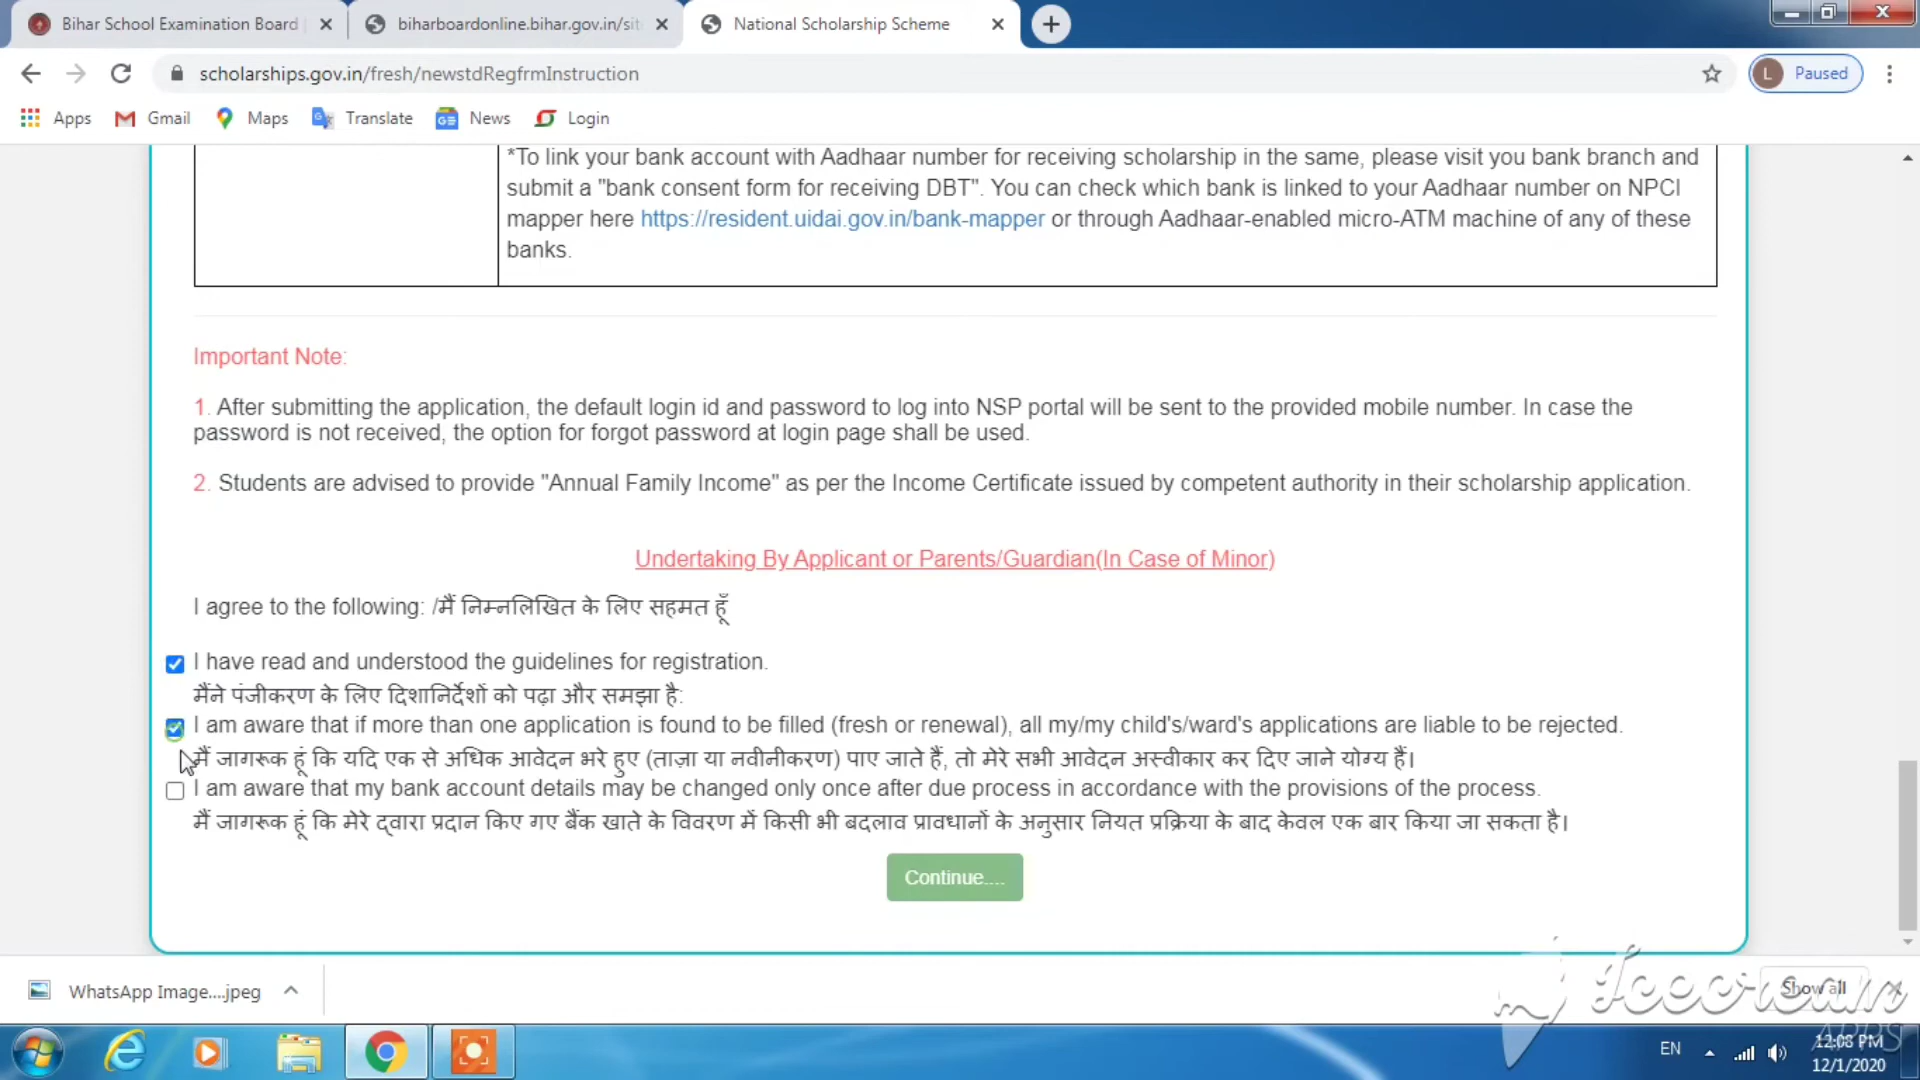 Bihar School Examination Board
biharboardonline.bihar.gov.in/sit
National Scholarship Scheme
scholarships.gov.in/fresh/newstdRegfrmInstruction
L
Paused
Apps
Gmail
Maps
Translate
News
Login
*To link your bank account with Aadhaar number for receiving scholarship in the same, please visit you bank branch and
submit a "bank consent form for receiving DBT". You can check which bank is linked to your Aadhaar number on NPCI
mapper here https://resident.uidai.gov.in/bank-mapper or through Aadhaar-enabled micro-ATM machine of any of these
banks.
Important Note:
1. After submitting the application, the default login id and password to log into NSP portal will be sent to the provided mobile number. In case the
password is not received, the option for forgot password at login page shall be used.
2. Students are advised to provide "Annual Family Income" as per the Income Certificate issued by competent authority in their scholarship application.
Undertaking By Applicant or Parents/Guardian(In Case of Minor)
I agree to the following: /मैं निम्नलिखित के लिए सहमत हूँ
I have read and understood the guidelines for registration.
मैंने पंजीकरण के लिए दिशानिर्देशों को पढ़ा और समझा है:
I am aware that if more than one application is found to be filled (fresh or renewal), all my/my child's/ward's applications are liable to be rejected.
मैं जागरूक हूं कि यदि एक से अधिक आवेदन भरे हुए (ताज़ा या नवीनीकरण) पाए जाते हैं, तो मेरे सभी आवेदन अस्वीकार कर दिए जाने योग्य हैं।
I am aware that my bank account details may be changed only once after due process in accordance with the provisions of the process.
मैं जागरूक हूं कि मेरे द्वारा प्रदान किए गए बैंक खाते के विवरण में किसी भी बदलाव प्रावधानों के अनुसार नियत प्रक्रिया के बाद केवल एक बार किया जा सकता है।
Continue....
WhatsApp Image....jpeg
Show all
Icecream
APPS
EN
12:08 PM
12/1/2020